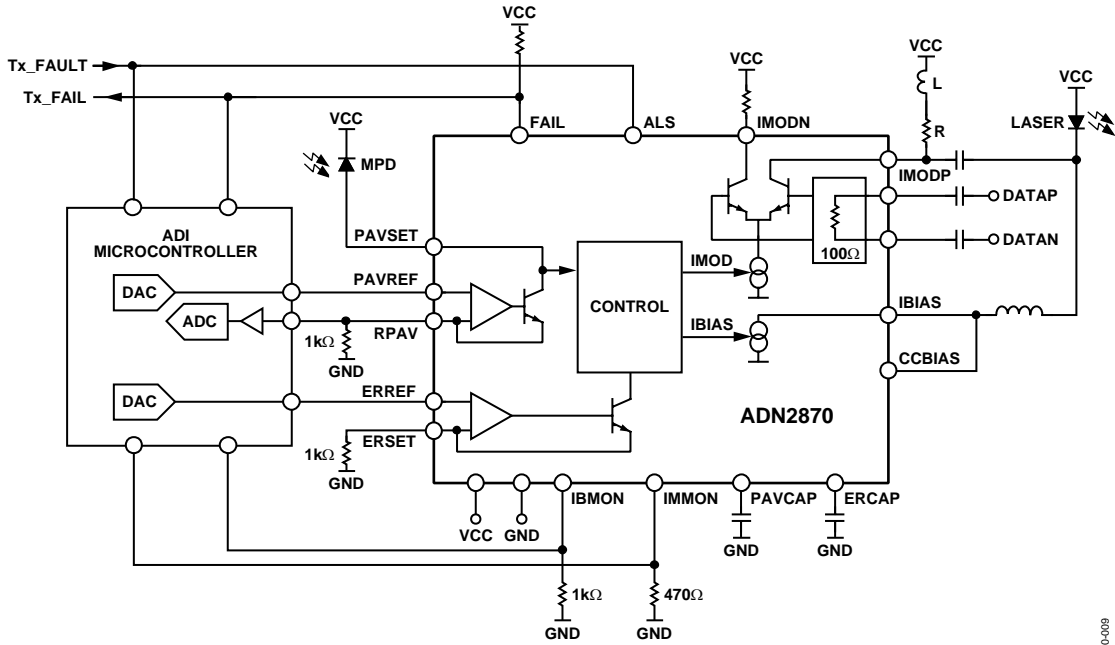 VCC
Tx_FAULT
Tx_FAIL
VCC
FAIL
ALS
IMODN
VCC
L
R
VCC
LASER
MPD
IMODP
DATAP
DATAN
100Ω
ADI
MICROCONTROLLER
DAC
ADC
DAC
PAVSET
PAVREF
RPAV
1kΩ
GND
ERREF
ERSET
1kΩ
GND
CONTROL
IMOD
IBIAS
IBIAS
CCBIAS
ADN2870
VCC
GND
IBMON
IMMON
PAVCAP
ERCAP
GND
GND
1kΩ
GND
470Ω
GND
0-009